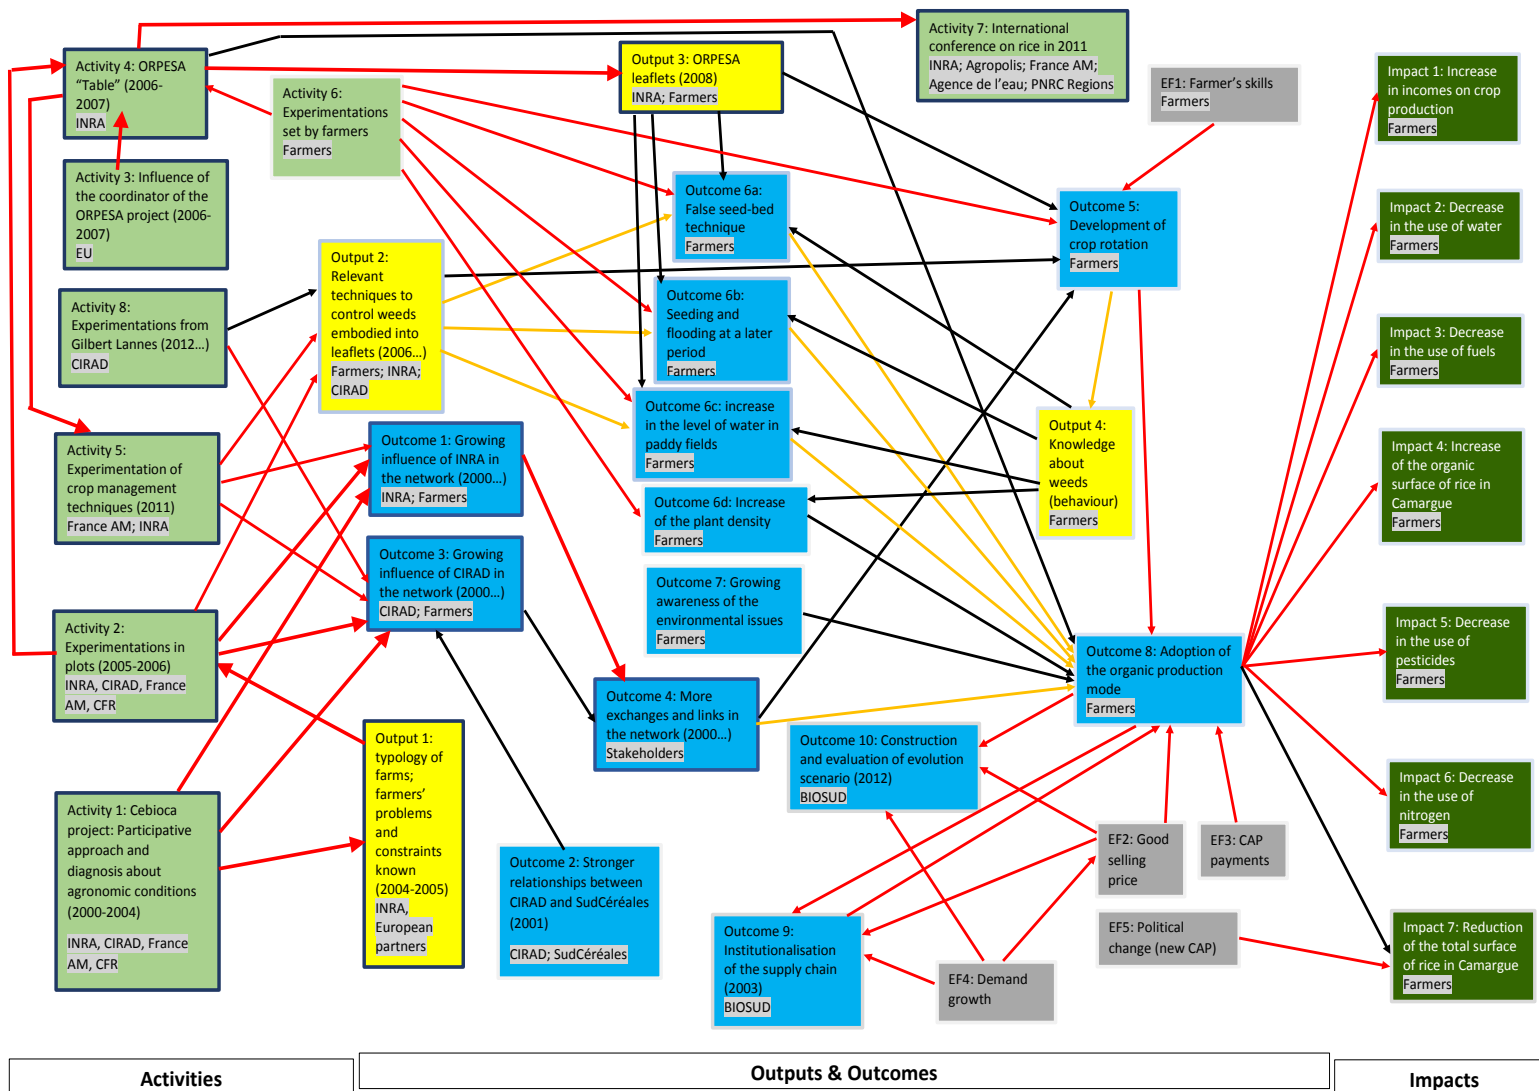 Activity 4: ORPESA
“Table” (2006-
2007)
INRA
Activity 3: Influence of
the coordinator of the
ORPESA project (2006-
2007)
EU
Activity 8:
Experimentations from
Gilbert Lannes (2012...)
CIRAD
Activity 5:
Experimentation of
crop management
techniques (2011)
France AM; INRA
Activity 2:
Experimentations in
plots (2005-2006)
INRA, CIRAD, France
AM, CFR
Activity 1: Cebioca
project: Participative
approach and
diagnosis about
agronomic conditions
(2000-2004)
INRA, CIRAD, France
AM, CFR
Activity 6:
Experimentations
set by farmers
Farmers
Output 2:
Relevant
techniques to
control weeds
embodied into
leaflets (2006...)
Farmers; INRA;
CIRAD
Outcome 1: Growing
influence of INRA in
the network (2000...)
INRA; Farmers
Outcome 3: Growing
influence of CIRAD in
the network (2000...)
CIRAD; Farmers
Output 1:
typology of
farms;
farmers’
problems and
constraints
known
(2004-2005)
INRA,
European
partners
Outcome 2: Stronger
relationships between
CIRAD and SudCéréales
(2001)
CIRAD; SudCéréales
Output 3: ORPESA
leaflets (2008)
INRA; Farmers
Outcome 6a:
False seed-bed
technique
Farmers
Outcome 6b:
Seeding and
flooding at a later
period
Farmers
Outcome 6c: increase
in the level of water in
paddy fields
Farmers
Outcome 6d: Increase
of the plant density
Farmers
Outcome 7: Growing
awareness of the
environmental issues
Farmers
Outcome 4: More
exchanges and links in
the network (2000...)
Stakeholders
Outcome 10: Construction
and evaluation of evolution
scenario (2012)
BIOSUD
Outcome 9:
Institutionalisation
of the supply chain
(2003)
BIOSUD
Activity 7: International
conference on rice in 2011
INRA; Agropolis; France AM;
Agence de l’eau; PNRC Regions
EF1: Farmer’s skills
Farmers
Outcome 5:
Development of
crop rotation
Farmers
Output 4:
Knowledge
about
weeds
(behaviour)
Farmers
Outcome 8: Adoption of
the organic production
mode
Farmers
EF2: Good
selling
price
EF3: CAP
payments
EF5: Political
change (new CAP)
EF4: Demand
growth
Impact 1: Increase
in incomes on crop
production
Farmers
Impact 2: Decrease
in the use of water
Farmers
Impact 3: Decrease
in the use of fuels
Farmers
Impact 4: Increase
of the organic
surface of rice in
Camargue
Farmers
Impact 5: Decrease
in the use of
pesticides
Farmers
Impact 6: Decrease
in the use of
nitrogen
Farmers
Impact 7: Reduction
of the total surface
of rice in Camargue
Farmers
Activities
Outputs & Outcomes
Impacts